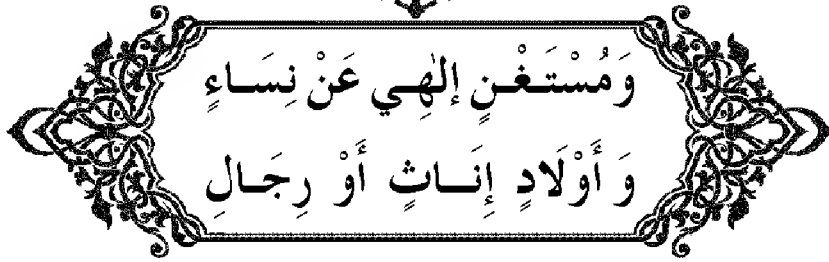 وَمُسْتَغْنٍ إِلٰهِي عَنْ نِسَاءٍ
وَ أَوْلَادٍ إِنَاثٍ أَوْ رِجَالِ